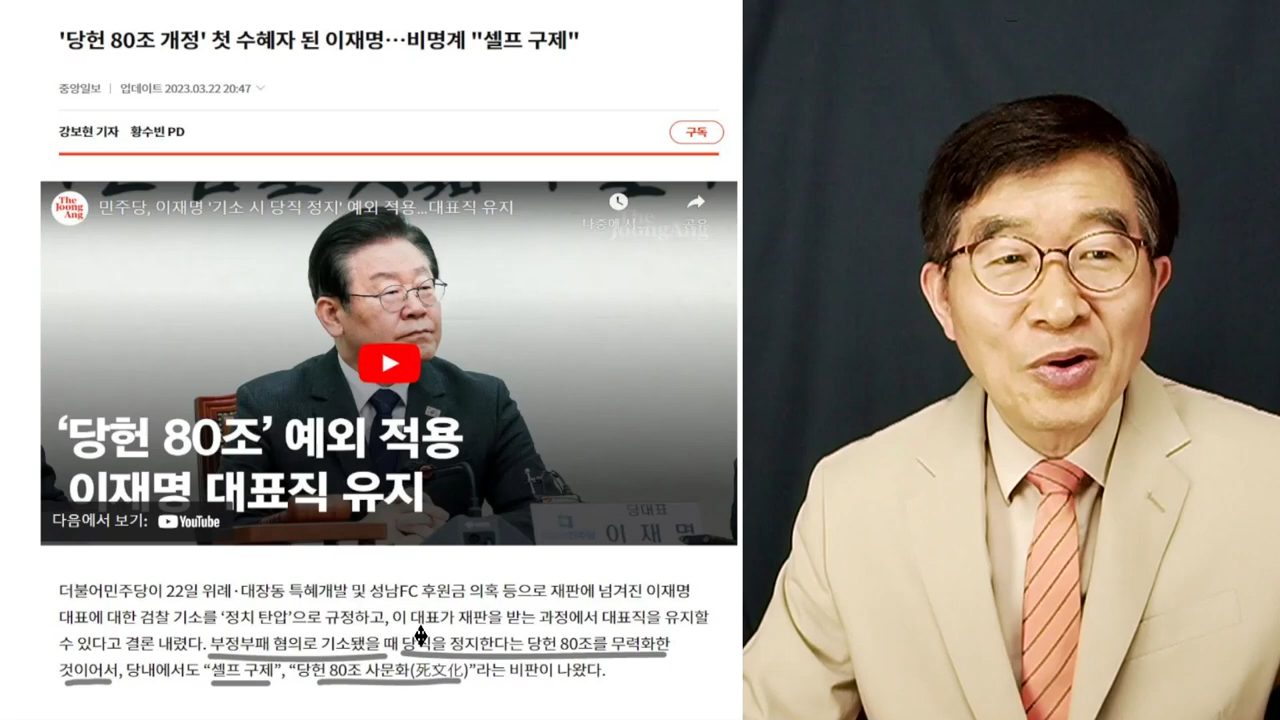 '당헌 80조 개정' 첫 수혜자 된 이재명…비명계 "셀프 구제"
중앙일보 | 업데이트 2023.03.22 20:47
강보현 기자 황수빈 PD
구독
The JoongAng
민주당, 이재명 '기소 시 당직 정지' 예외 적용...대표직 유지
공유
The JoongAng
‘당헌 80조’ 예외 적용
이재명 대표직 유지
다음에서 보기: YouTube
당대표
이재명
더불어민주당이 22일 위례·대장동 특혜개발 및 성남FC 후원금 의혹 등으로 재판에 넘겨진 이재명
대표에 대한 검찰 기소를 ‘정치 탄압’으로 규정하고, 이 대표가 재판을 받는 과정에서 대표직을 유지할
수 있다고 결론 내렸다. 부정부패 혐의로 기소됐을 때 당직을 정지한다는 당헌 80조를 무력화한
것이어서, 당내에서도 “셀프 구제”, “당헌 80조 사문화(死文化)”라는 비판이 나왔다.